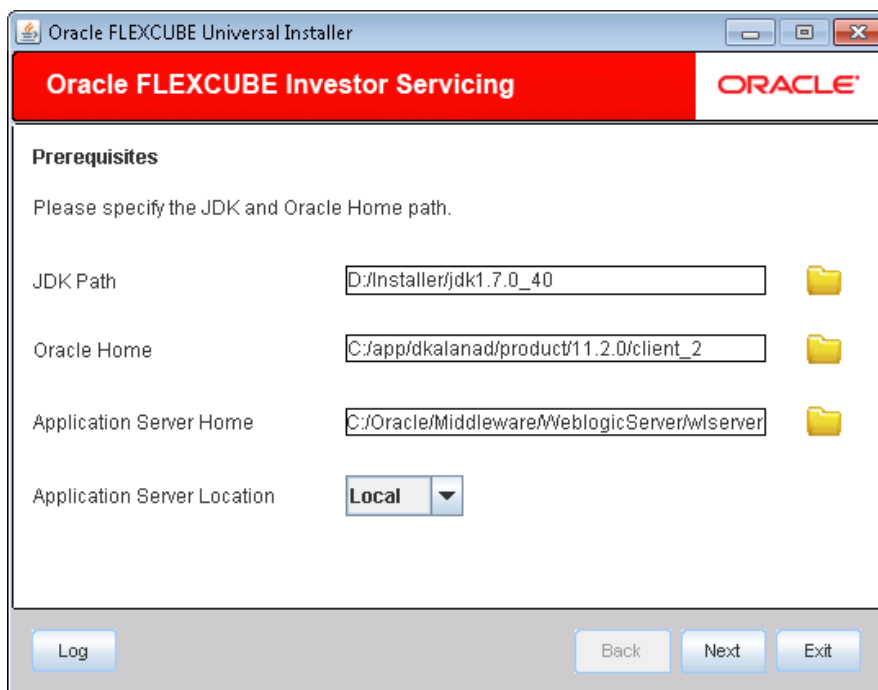 Oracle FLEXCUBE Universal Installer
Oracle FLEXCUBE Investor Servicing
ORACLE
Prerequisites
Please specify the JDK and Oracle Home path.
JDK Path
D:/Installer/jdk1.7.0_40
Oracle Home
C:/app/dkalanad/product/11.2.0/client_2
Application Server Home
C:/Oracle/Middleware/WeblogicServer/wlserver
Application Server Location
Local
Log
Back
Next
Exit